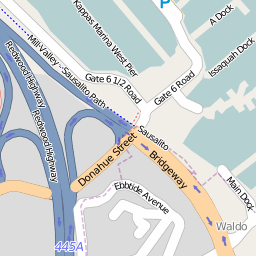 Kappas Marina West Pier
P
A Dock
Issaquah Dock
Mill Valley - Sausalito Path
Gate 6 1/2 Road
Gate 6 Road
Redwood Highway
Redwood Highway
Sausalito
Donahue Street
Bridgeway
Ebbtide Avenue
Main Dock
Waldo
445A